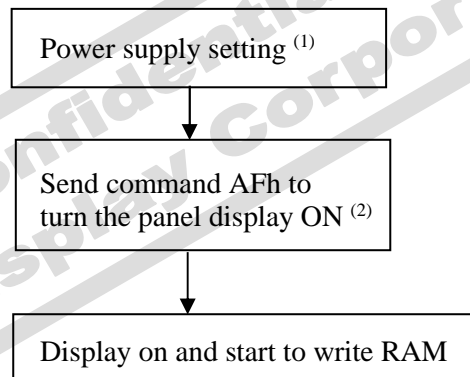 Power supply setting (1)
Send command AFh to
turn the panel display ON (2)
Display on and start to write RAM